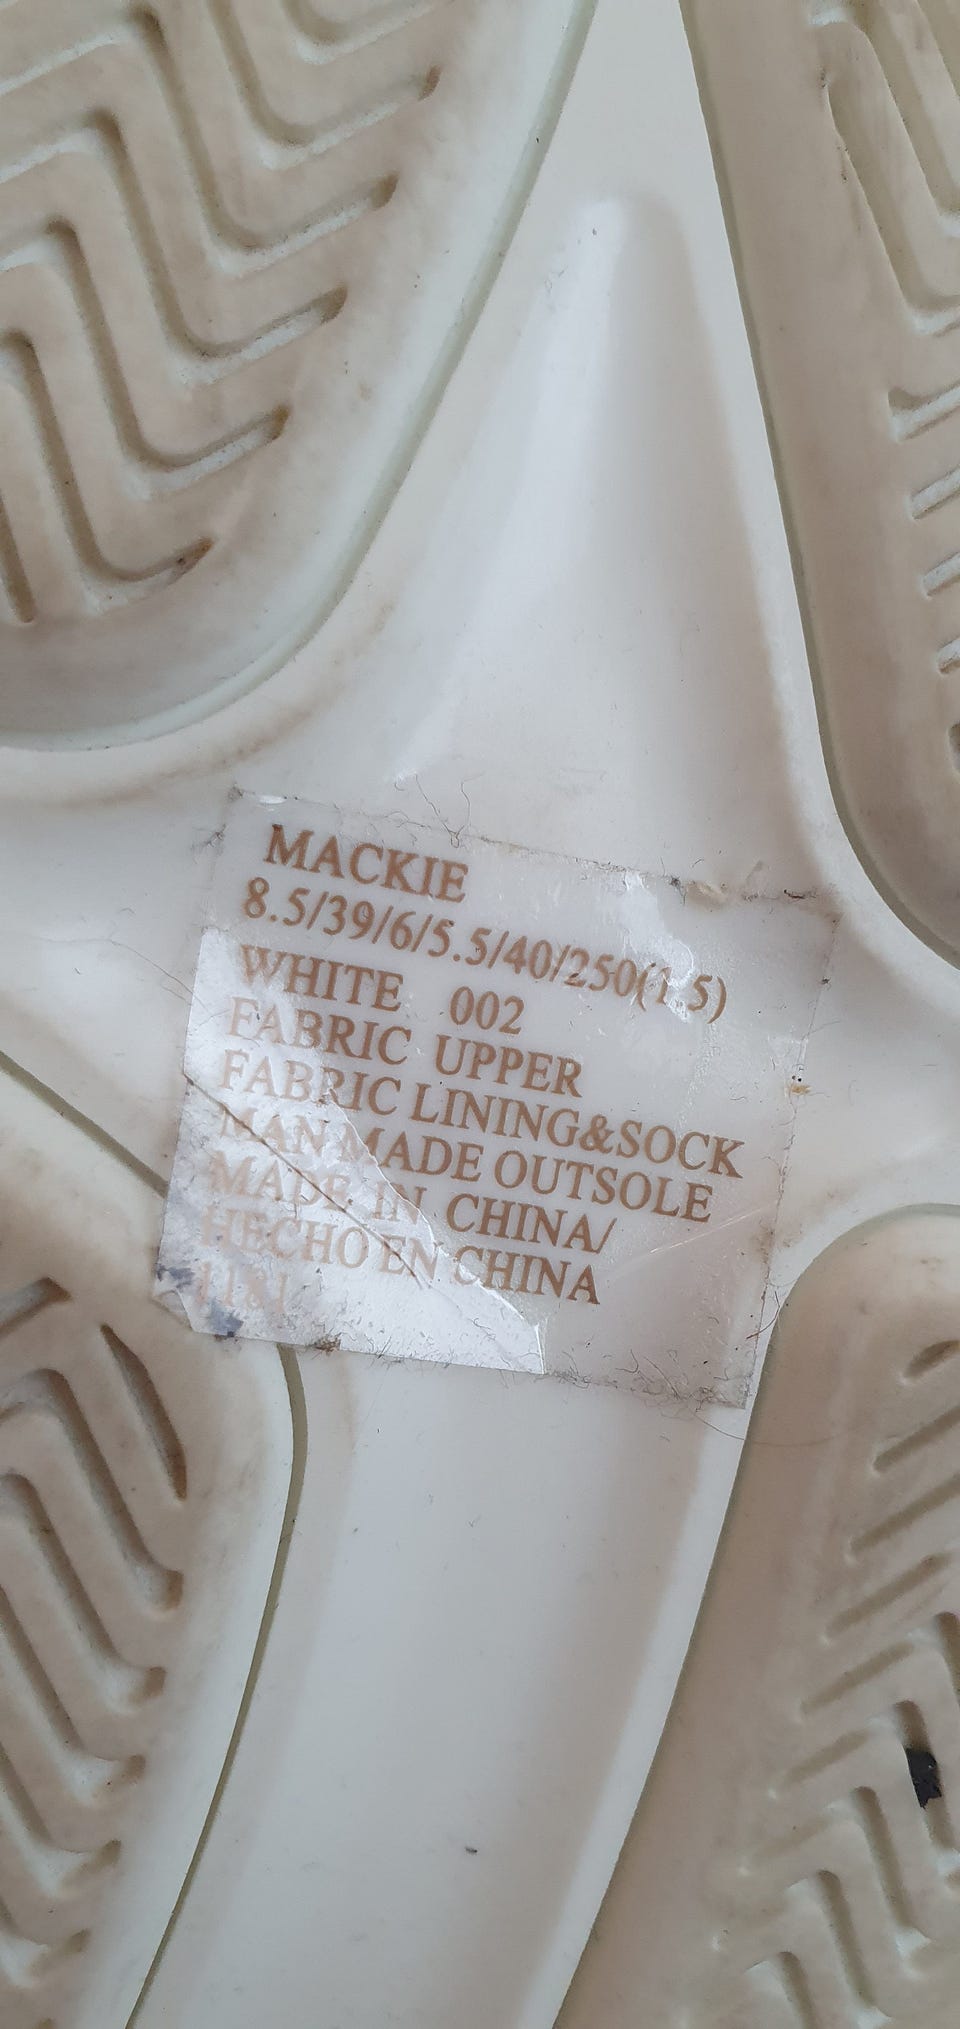 MACKIE
8.5/39/6/5.5/40/250(1.5)
WHITE 002
FABRIC UPPER
FABRIC LINING&SOCK
MAN MADE OUTSOLE
MADE IN CHINA/
HECHO EN CHINA